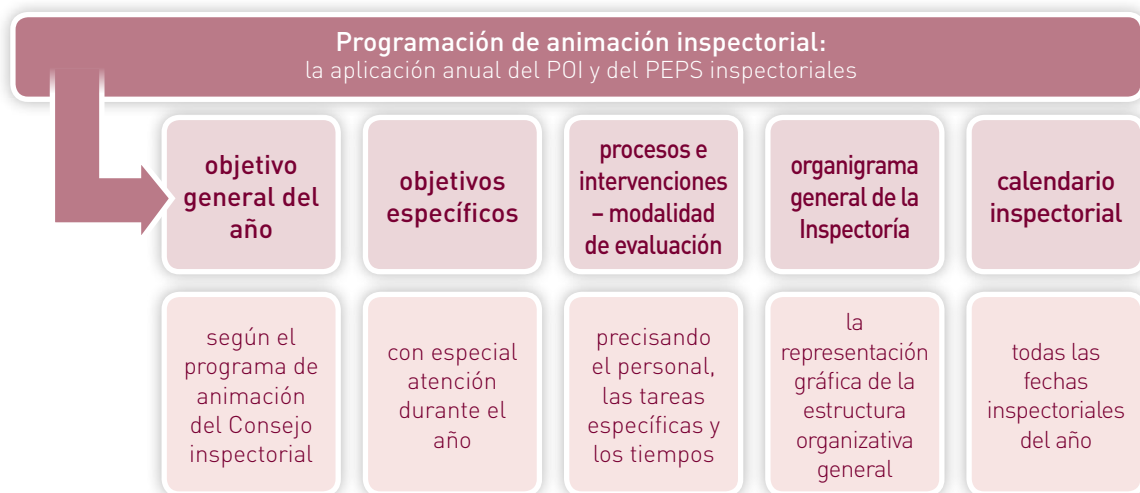 Programación de animación inspectorial:
la aplicación anual del POI y del PEPS inspectoriales
objetivo
general del
año
objetivos
específicos
procesos e
intervenciones
– modalidad
de evaluación
organigrama
general de la
Inspectoría
calendario
inspectorial
según el
programa de
animación
del Consejo
inspectorial
con especial
atención
durante el
año
precisando
el personal,
las tareas
específicas y
los tiempos
la
representación
gráfica de la
estructura
organizativa
general
todas las
fechas
inspectoriales
del año